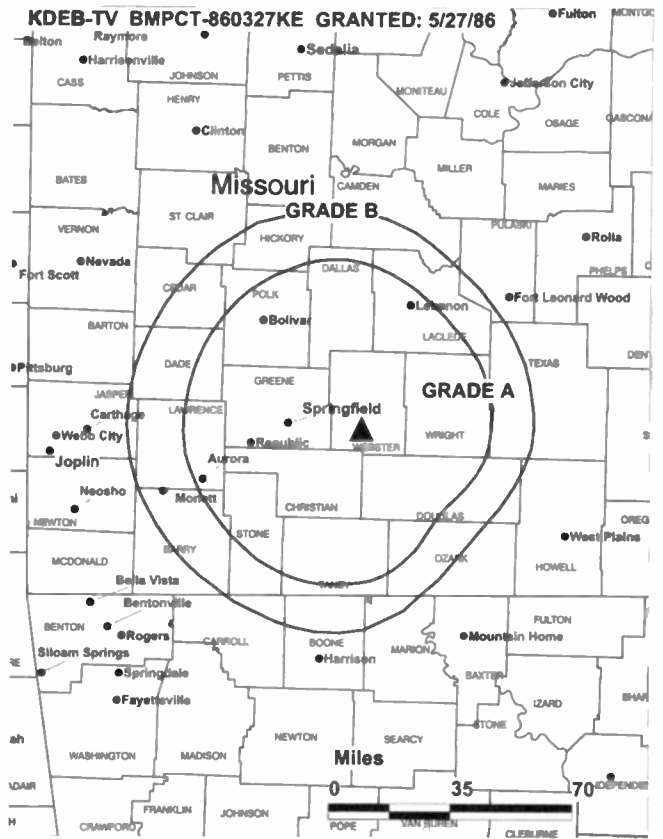 KDEB-TV BMPCT-860327KE GRANTED: 5/27/86
Fulton
Raymore
Sedalia
Harrisonville
CASS
JOHNSON
PETTIS
MONITEAU
Jefferson City
HENRY
COLE
OSAGE
Clinton
BENTON
MORGAN
MILLER
BATES
Missouri
CAMDEN
MARIES
ST CLAIR
GRADE B
VERNON
HICKORY
PULASKI
Rolla
Nevada
Fort Scott
DALLAS
PHELPS
CEDAR
POLK
Lebanon
Fort Leonard Wood
BARTON
Bolivar
LACLEDE
DADE
TEXAS
Pittsburg
GREENE
GRADE A
JASPER
LAWRENCE
Springfield
Carthage
Webb City
Republic
WEBSTER
WRIGHT
Joplin
Aurora
Neosho
Monett
CHRISTIAN
DOUGLAS
NEWTON
STONE
West Plains
MCDONALD
BARRY
OZARK
HOWELL
TANEY
Bella Vista
Bentonville
BENTON
Rogers
FULTON
CARROLL
BOONE
MARION
Mountain Home
Siloam Springs
Harrison
Springdale
BAXTER
Fayetteville
IZARD
STONE
NEWTON
SEARCY
WASHINGTON
MADISON
Miles
0 35 70
FRANKLIN
JOHNSON
POPE
VAN BUREN
CRAWFORD
CLEBURNE